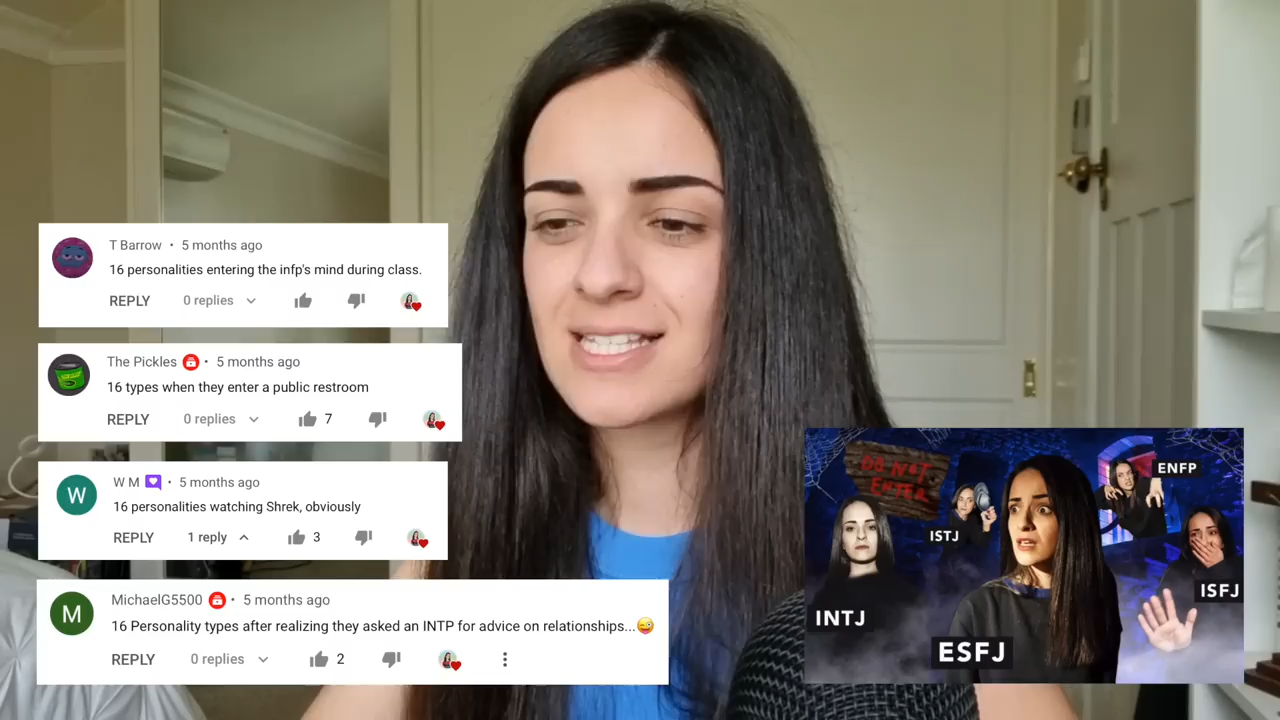 T Barrow • 5 months ago
16 personalities entering the infp's mind during class.
REPLY 0 replies
The Pickles • 5 months ago
16 types when they enter a public restroom
REPLY 0 replies 7
W
W M • 5 months ago
16 personalities watching Shrek, obviously
REPLY 1 reply 3
M
MichaelG5500 • 5 months ago
16 Personality types after realizing they asked an INTP for advice on relationships...😜
REPLY 0 replies 2
DO NOT
ENTER
ENFP
ISTJ
ISFJ
INTJ
ESFJ